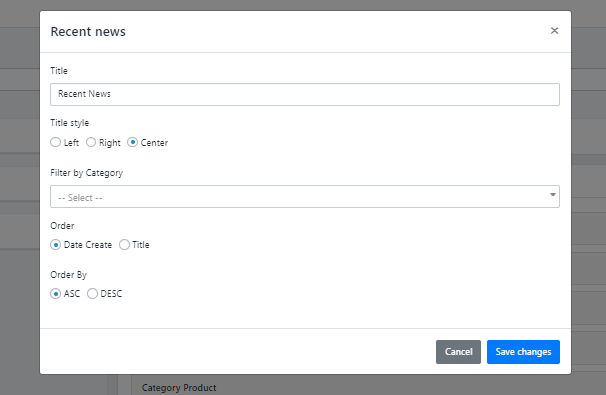 Recent news
×
Title
Recent News
Title style
Left Right Center
Filter by Category
-- Select --
Order
Date Create Title
Order By
ASC DESC
Cancel Save changes
Category Product